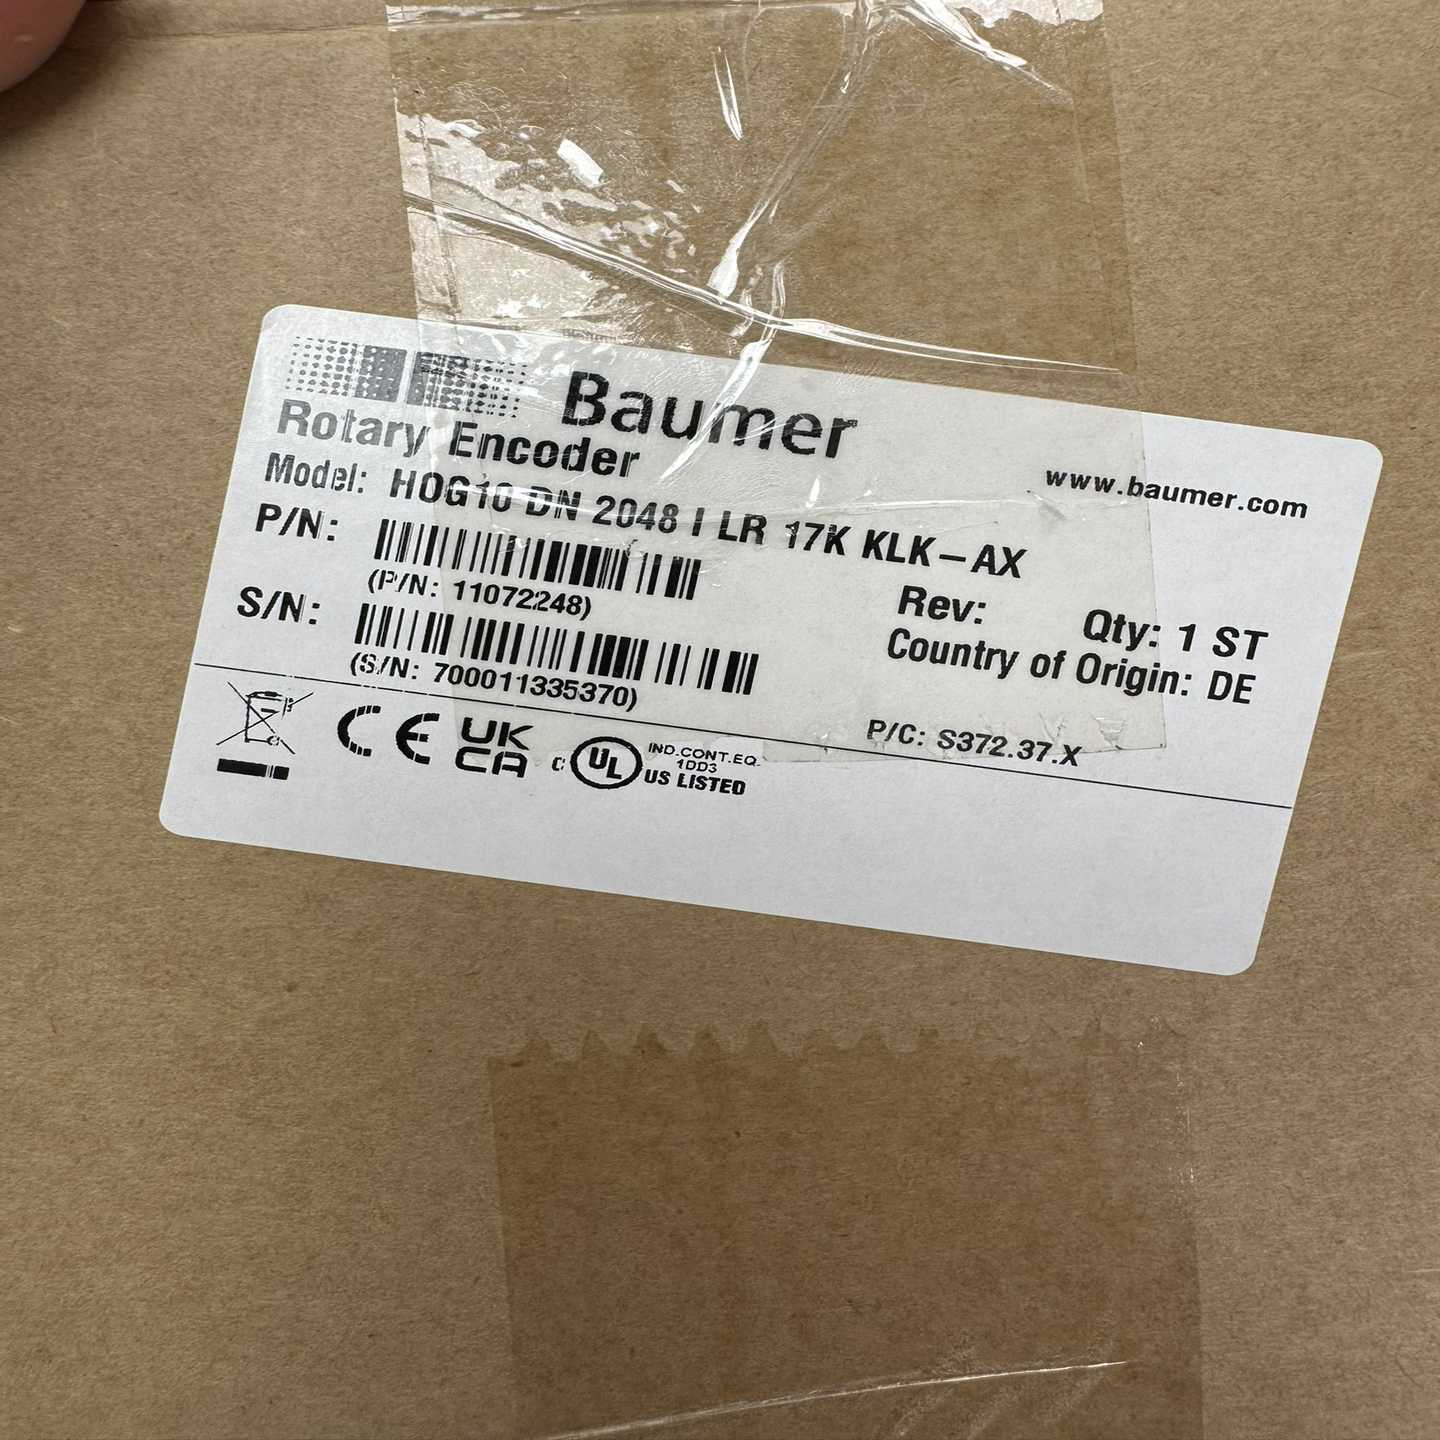 Baumer
Rotary Encoder
www.baumer.com
Model: HOG10 DN 2048 I LR 17K KLK-AX
P/N:
(P/N: 11072248)
Rev: Qty: 1 ST
S/N:
(S/N: 700011335370)
Country of Origin: DE
P/C: S372.37.X
CE UK
CA
C UL US LISTED
IND.CONT.EQ.
1DD3